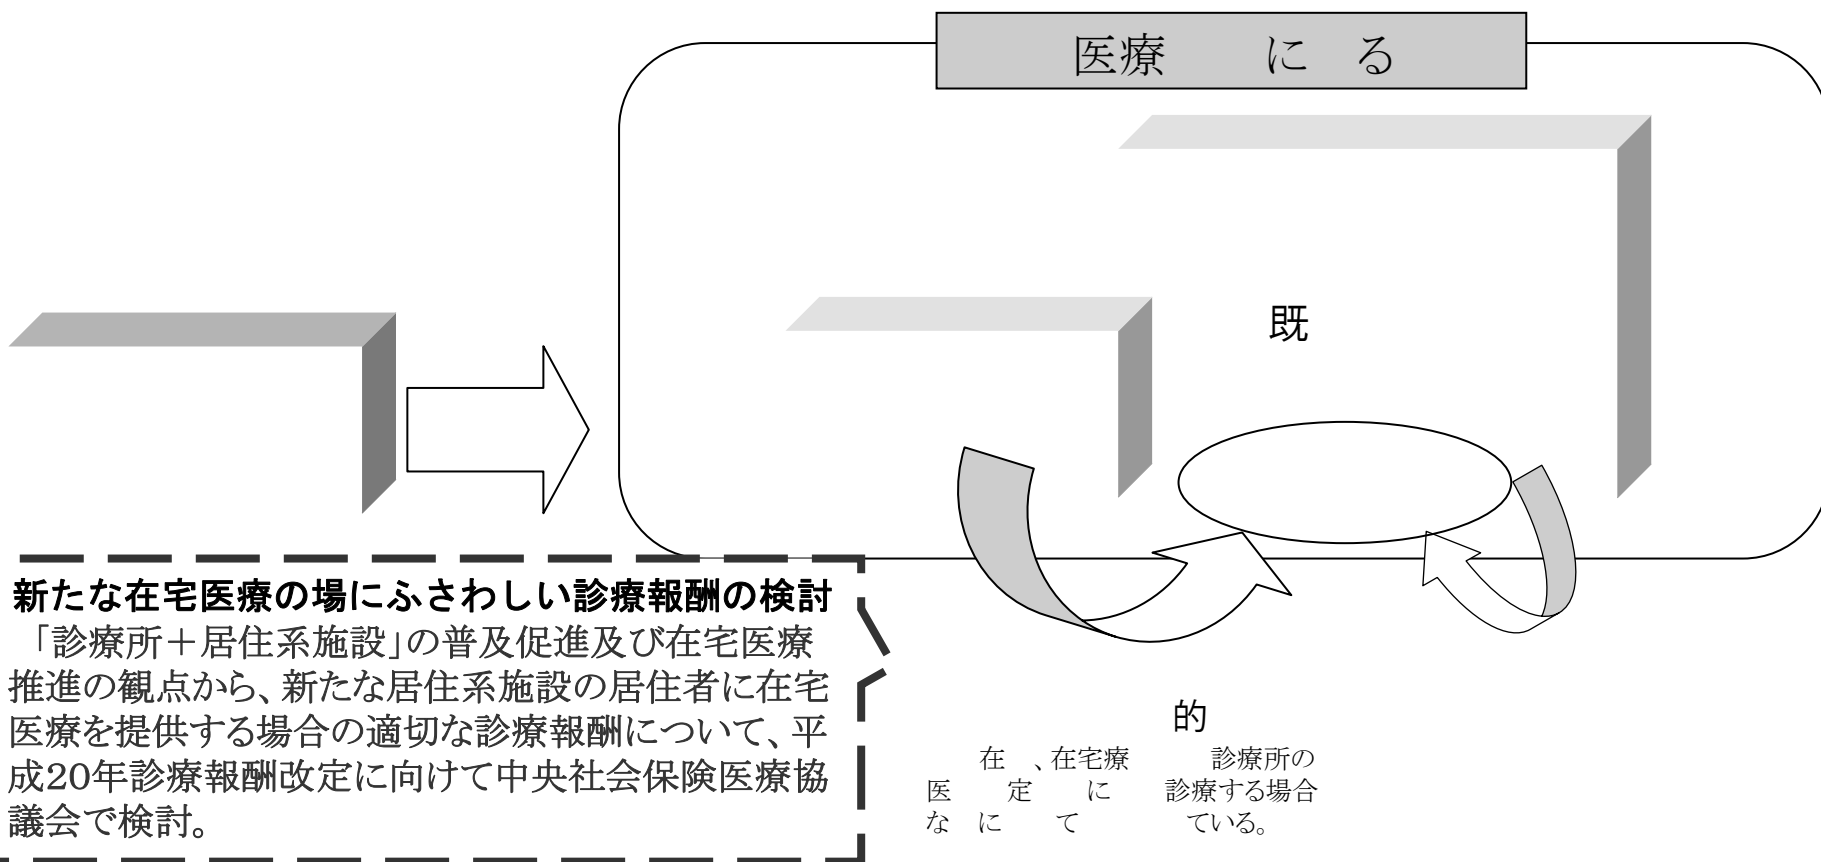 医療　　に　る
既
新たな在宅医療の場にふさわしい診療報酬の検討
「診療所＋居住系施設」の普及促進及び在宅医療
推進の観点から、新たな居住系施設の居住者に在宅
医療を提供する場合の適切な診療報酬について、平
成20年診療報酬改定に向けて中央社会保険医療協
議会で検討。
的
在　、在宅療　　診療所の
医　定　に　診療する場合
な　に　て　　ている。